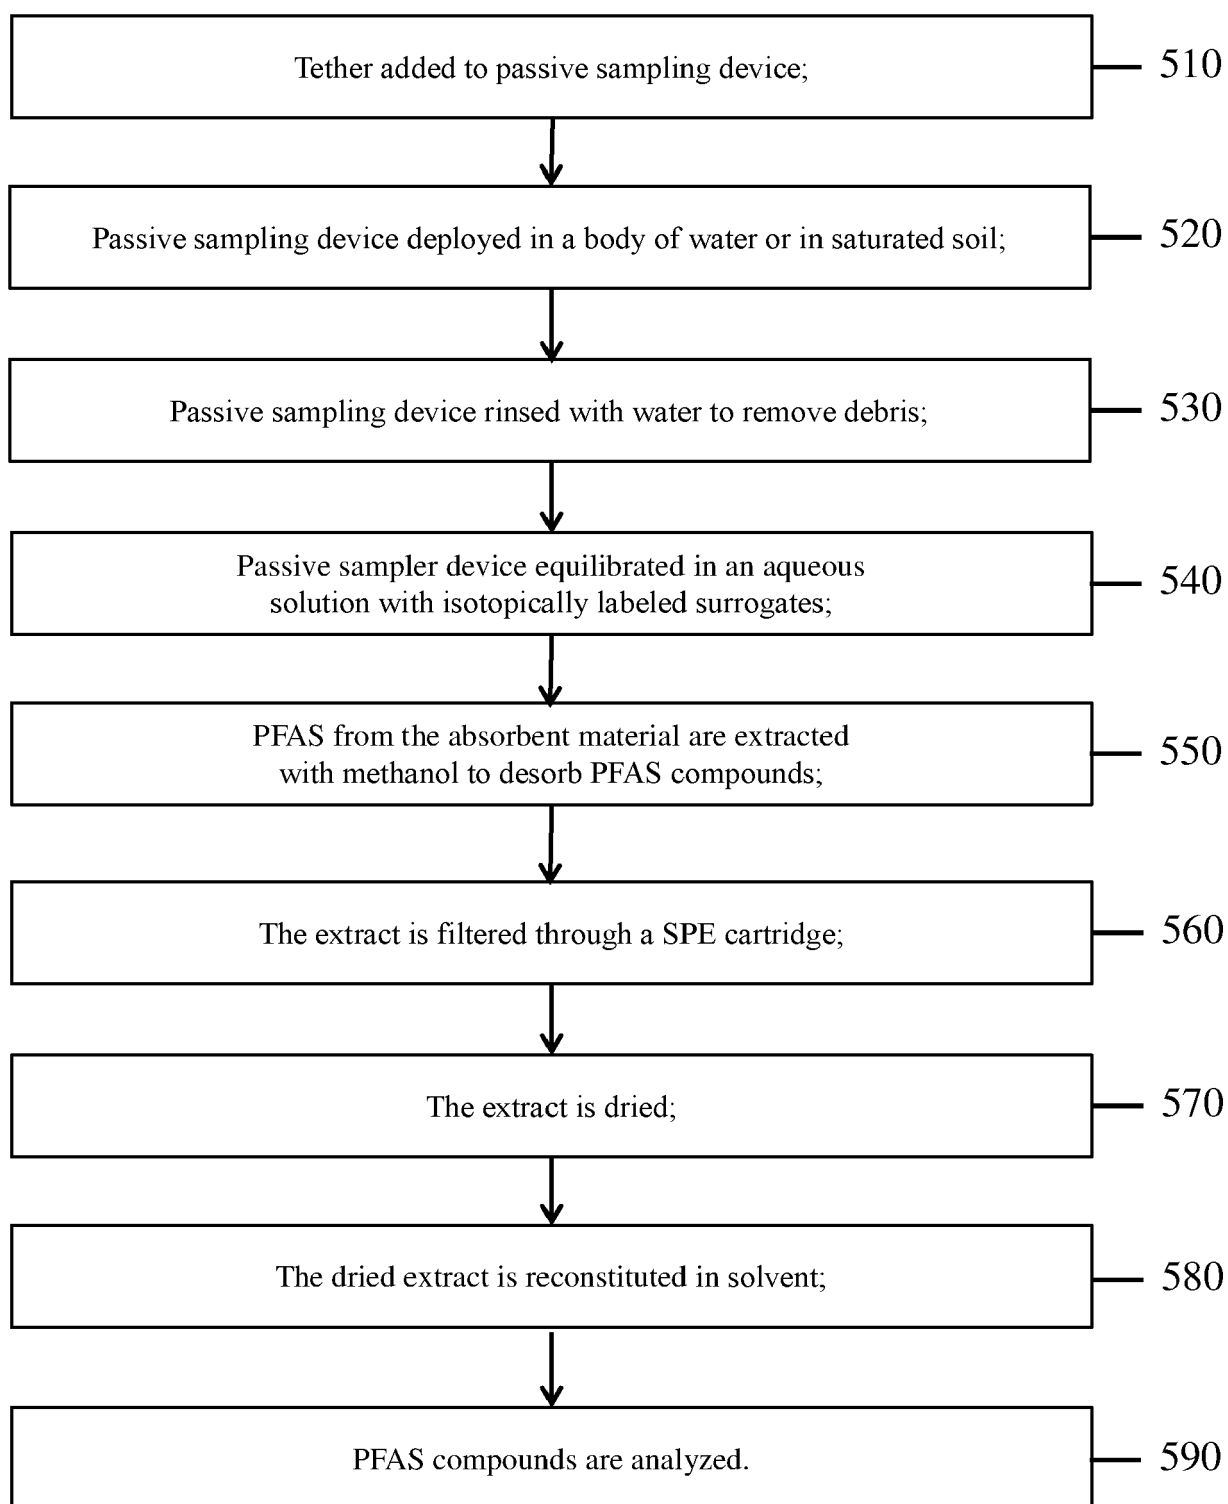 Tether added to passive sampling device;
510
Passive sampling device deployed in a body of water or in saturated soil;
520
Passive sampling device rinsed with water to remove debris;
530
Passive sampler device equilibrated in an aqueous
solution with isotopically labeled surrogates;
540
PFAS from the absorbent material are extracted
with methanol to desorb PFAS compounds;
550
The extract is filtered through a SPE cartridge;
560
The extract is dried;
570
The dried extract is reconstituted in solvent;
580
PFAS compounds are analyzed.
590